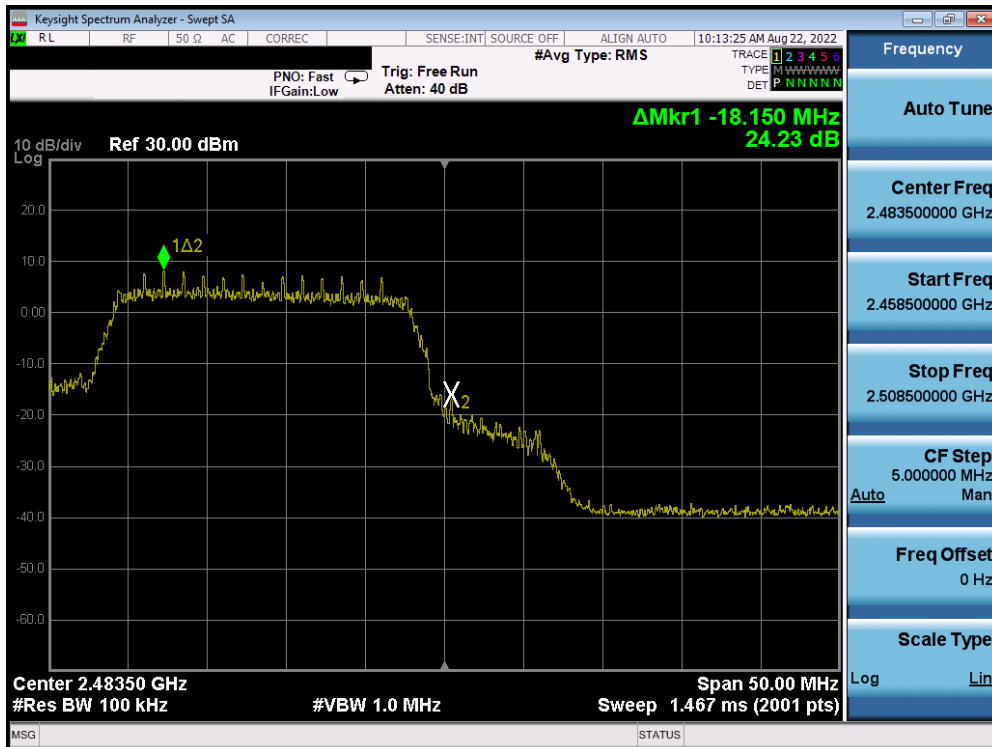 Keysight Spectrum Analyzer - Swept SA
LXI RL RF 50 Ω AC CORREC SENSE:INT SOURCE OFF ALIGN AUTO 10:13:25 AM Aug 22, 2022
#Avg Type: RMS
TRACE 1 2 3 4 5 6
TYPE M WWWWW
DET P N N N N N
PNO: Fast
IFGain:Low
Trig: Free Run
Atten: 40 dB
ΔMkr1 -18.150 MHz
24.23 dB
10 dB/div Ref 30.00 dBm
Log
20.0
10.0
0.00
-10.0
-20.0
-30.0
-40.0
-50.0
-60.0
1Δ2
X2
Center 2.48350 GHz Span 50.00 MHz
#Res BW 100 kHz #VBW 1.0 MHz Sweep 1.467 ms (2001 pts)
MSG STATUS
Frequency
Auto Tune
Center Freq
2.483500000 GHz
Start Freq
2.458500000 GHz
Stop Freq
2.508500000 GHz
CF Step
5.000000 MHz
Auto Man
Freq Offset
0 Hz
Scale Type
Log Lin